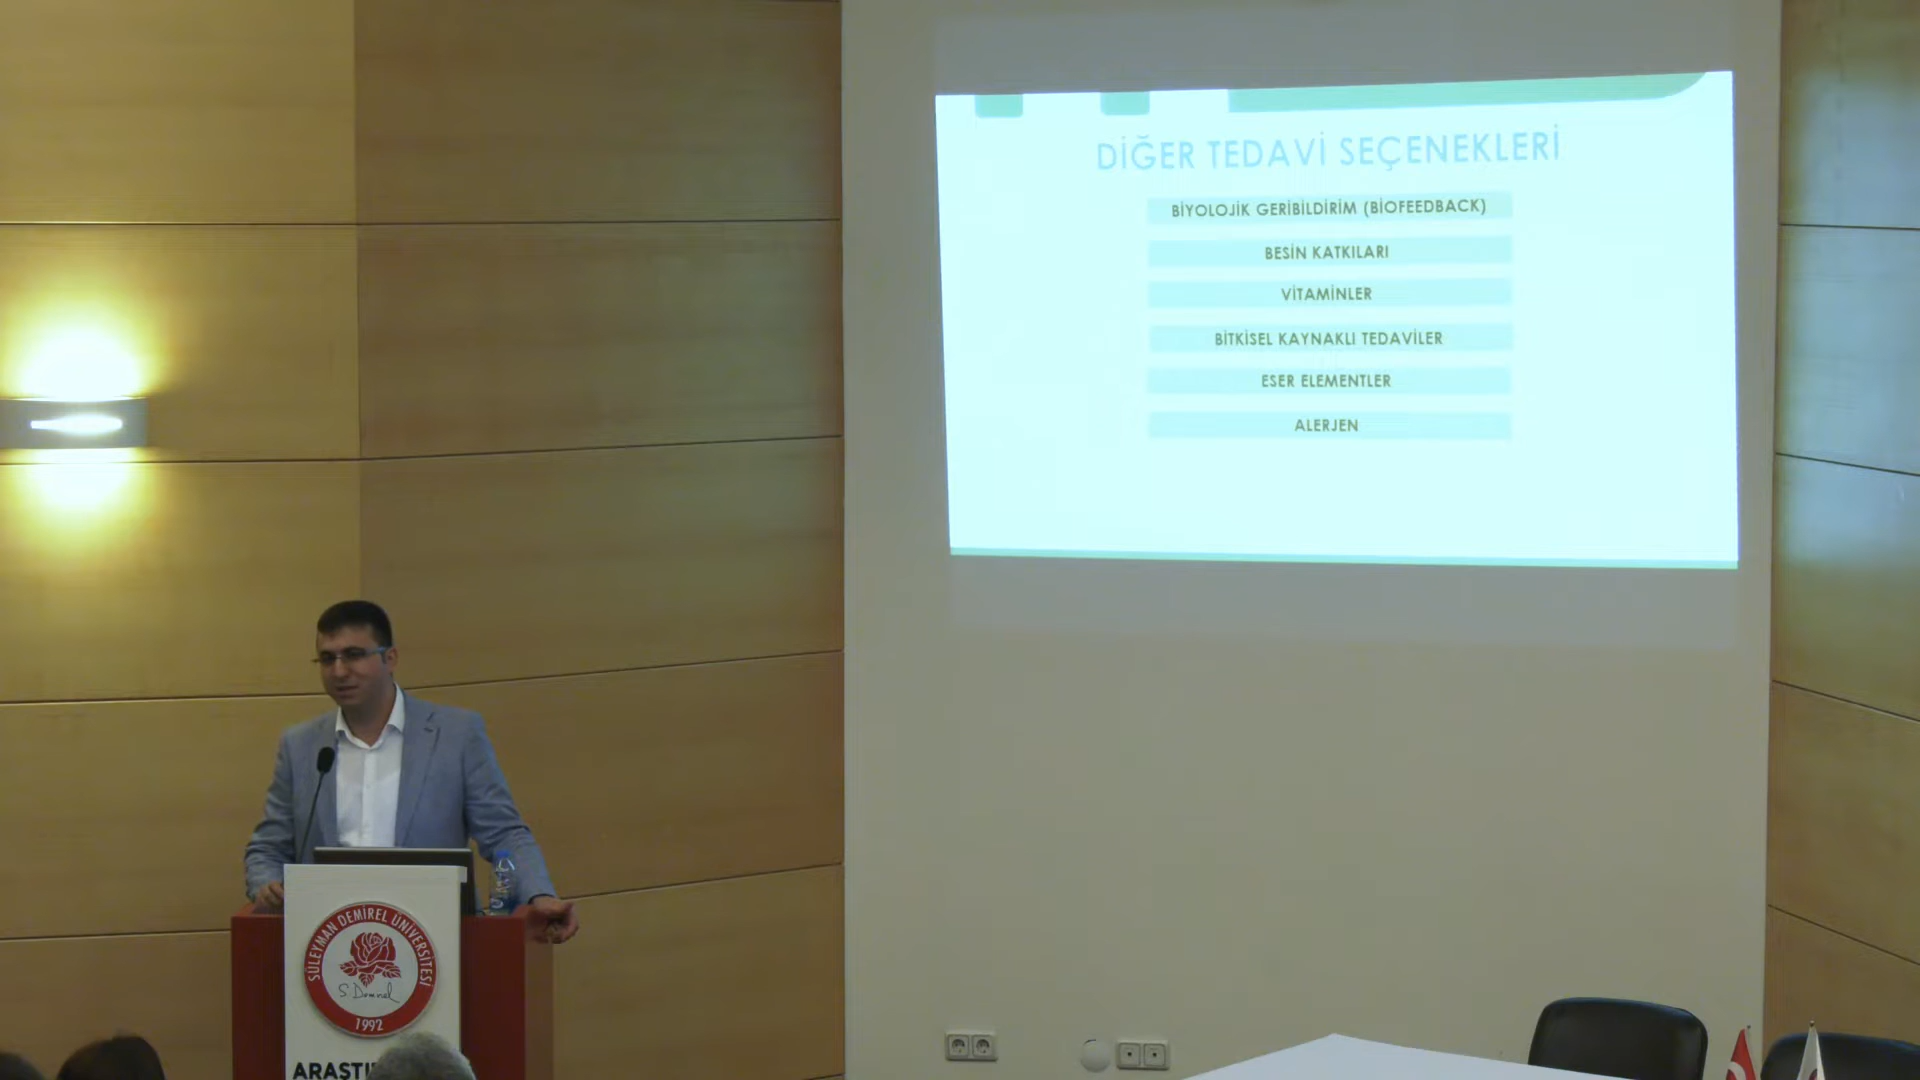 DİĞER TEDAVİ SEÇENEKLERİ
BİYOLOJİK GERİBİLDİRİM (BİOFEEDBACK)
BESİN KATKILARI
VİTAMİNLER
BİTKİSEL KAYNAKLI TEDAVİLER
ESER ELEMENTLER
ALERJEN
SÜLEYMAN DEMİREL ÜNİVERSİTESİ
S. Demirel
1992